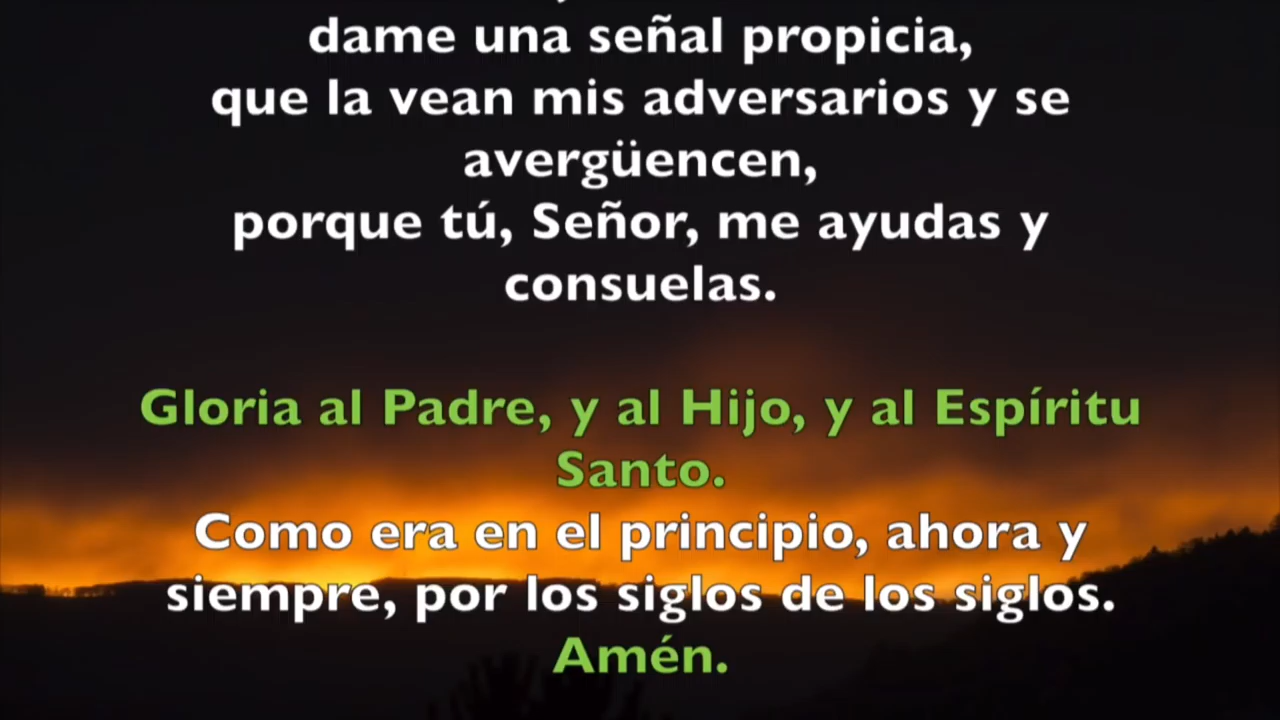 dame una señal propicia,
que la vean mis adversarios y se
avergüencen,
porque tú, Señor, me ayudas y
consuelas.
Gloria al Padre, y al Hijo, y al Espíritu
Santo.
Como era en el principio, ahora y
siempre, por los siglos de los siglos.
Amén.